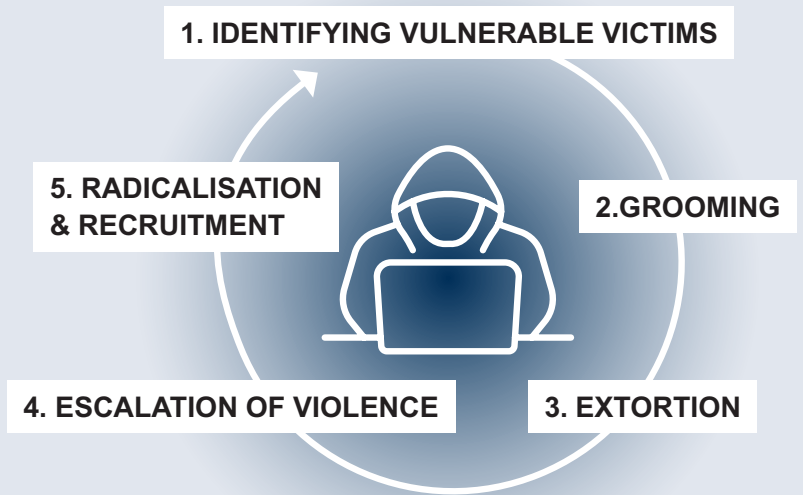 1. IDENTIFYING VULNERABLE VICTIMS
2.GROOMING
3. EXTORTION
4. ESCALATION OF VIOLENCE
5. RADICALISATION
& RECRUITMENT